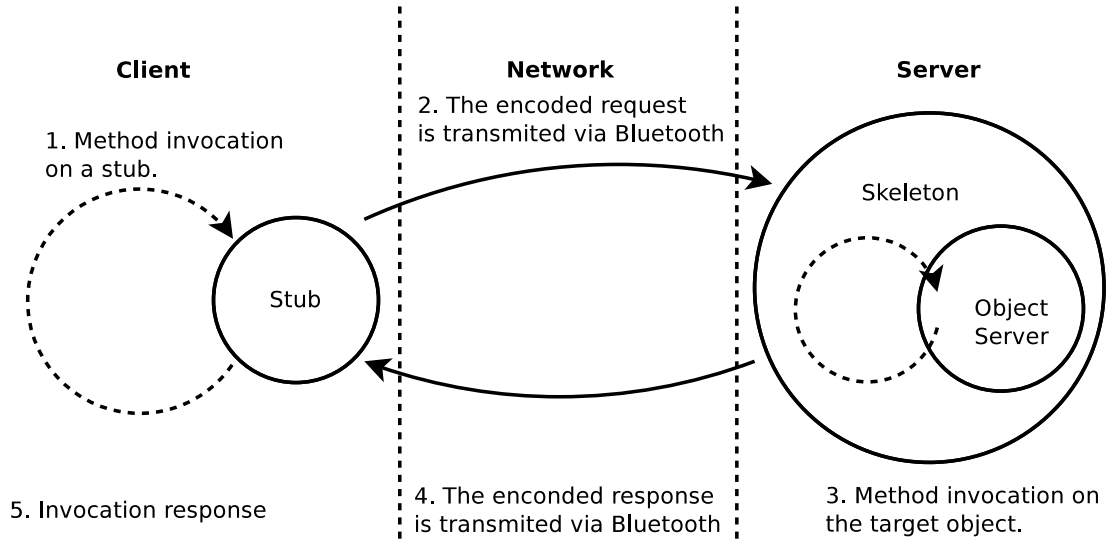 Client
Network
Server
1. Method invocation
on a stub.
2. The encoded request
is transmited via Bluetooth
Skeleton
Stub
Object
Server
5. Invocation response
4. The enconded response
is transmited via Bluetooth
3. Method invocation on
the target object.